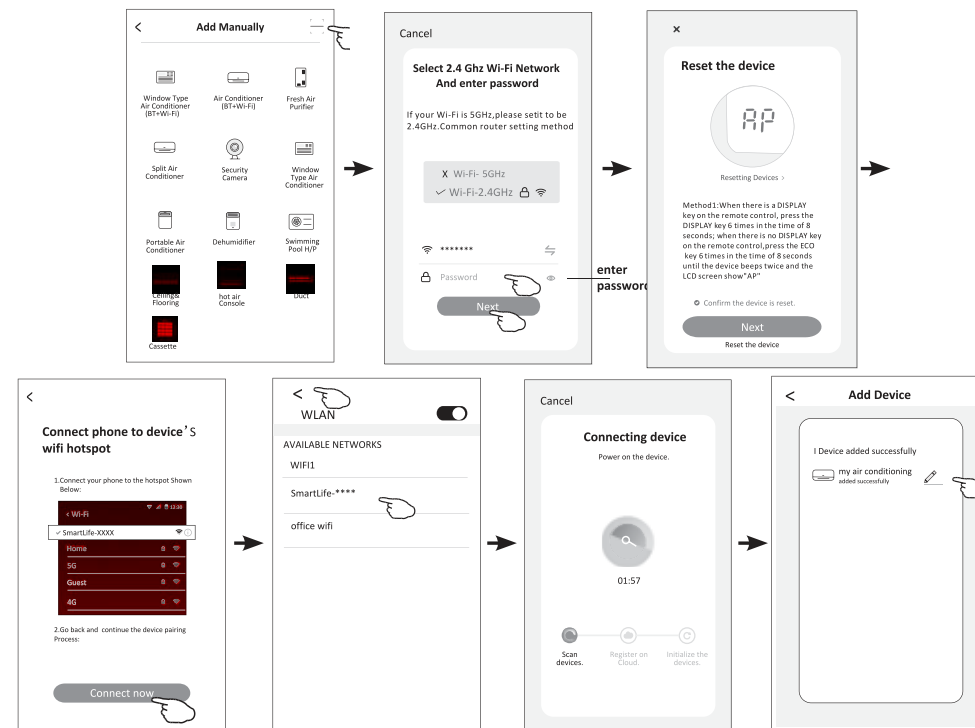 Add Manually
Window Type
Air Conditioner
(BT+Wi-Fi)
Air Conditioner
(BT+Wi-Fi)
Fresh Air
Purifier
Split Air
Conditioner
Security
Camera
Window
Type Air
Conditioner
Portable Air
Conditioner
Dehumidifier
Swimming
Pool H/P
Ceiling&
Flooring
hot air
Console
Duct
Cassette
Cancel
Select 2.4 Ghz Wi-Fi Network
And enter password
If your Wi-Fi is 5GHz,please setit to be
2.4GHz.Common router setting method
X Wi-Fi- 5GHz
✓ Wi-Fi-2.4GHz
*******
Password
Next
enter
password
×
Reset the device
AP
Resetting Devices >
Method1:When there is a DISPLAY
key on the remote control, press the
DISPLAY key 6 times in the time of 8
seconds; when there is no DISPLAY key
on the remote control,press the ECO
key 6 times in the time of 8 seconds
until the device beeps twice and the
LCD screen show"AP"
Confirm the device is reset.
Next
Reset the device
<
Connect phone to device'S
wifi hotspot
1.Connect your phone to the hotspot Shown
Below:
13:30
< Wi-Fi
✓ SmartLife-XXXX
Home
5G
Guest
4G
2.Go back and continue the device pairing
Process:
Connect now
<
WLAN
AVAILABLE NETWORKS
WIFI1
SmartLife-****
office wifi
Cancel
Connecting device
Power on the device.
01:57
Scan
devices.
Register on
Cloud.
Initialize the
devices.
< Add Device
I Device added successfully
my air conditioning
added successfully